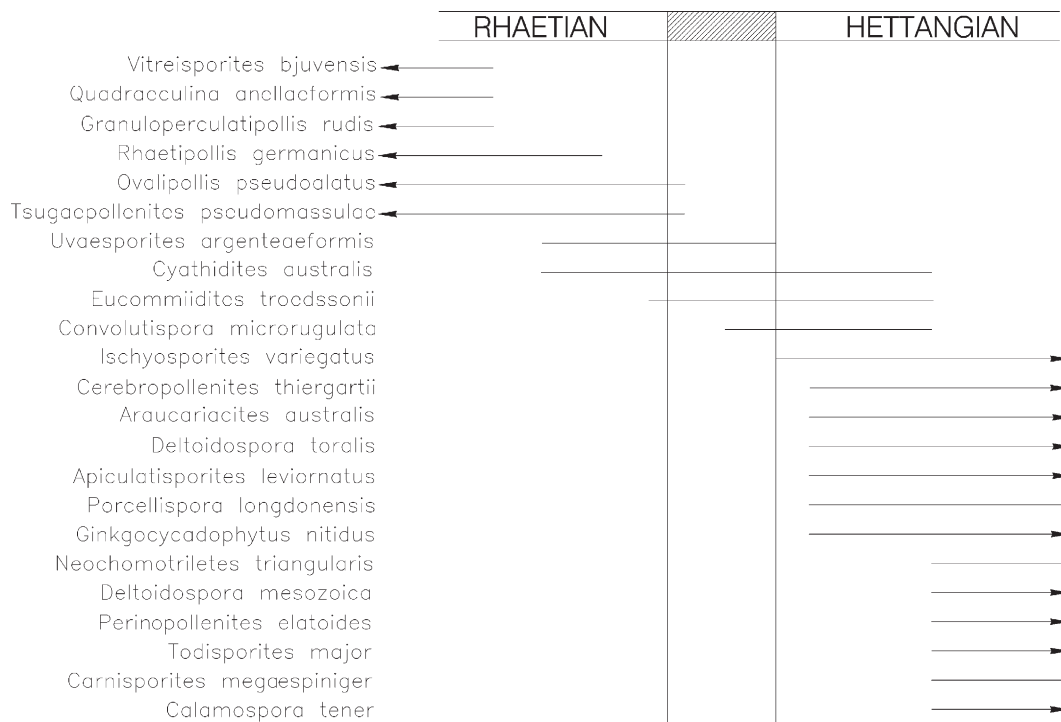 RHAETIAN HETTANGIAN
Vitreisporites bjuvensis
Quadraeculina anellaeformis
Granuloperculatipollis rudis
Rhaetipollis germanicus
Ovalipollis pseudoalatus
Tsugaepollenites pseudomassulae
Uvaesporites argenteaeformis
Cyathidites australis
Eucommiidites troedssonii
Convolutispora microrugulata
Ischyosporites variegatus
Cerebropollenites thiergartii
Araucariacites australis
Deltoidospora toralis
Apiculatisporites leviornatus
Porcellispora longdonensis
Ginkgocycadophytus nitidus
Neochomotriletes triangularis
Deltoidospora mesozoica
Perinopollenites elatoides
Todisporites major
Carnisporites megaespiniger
Calamospora tener